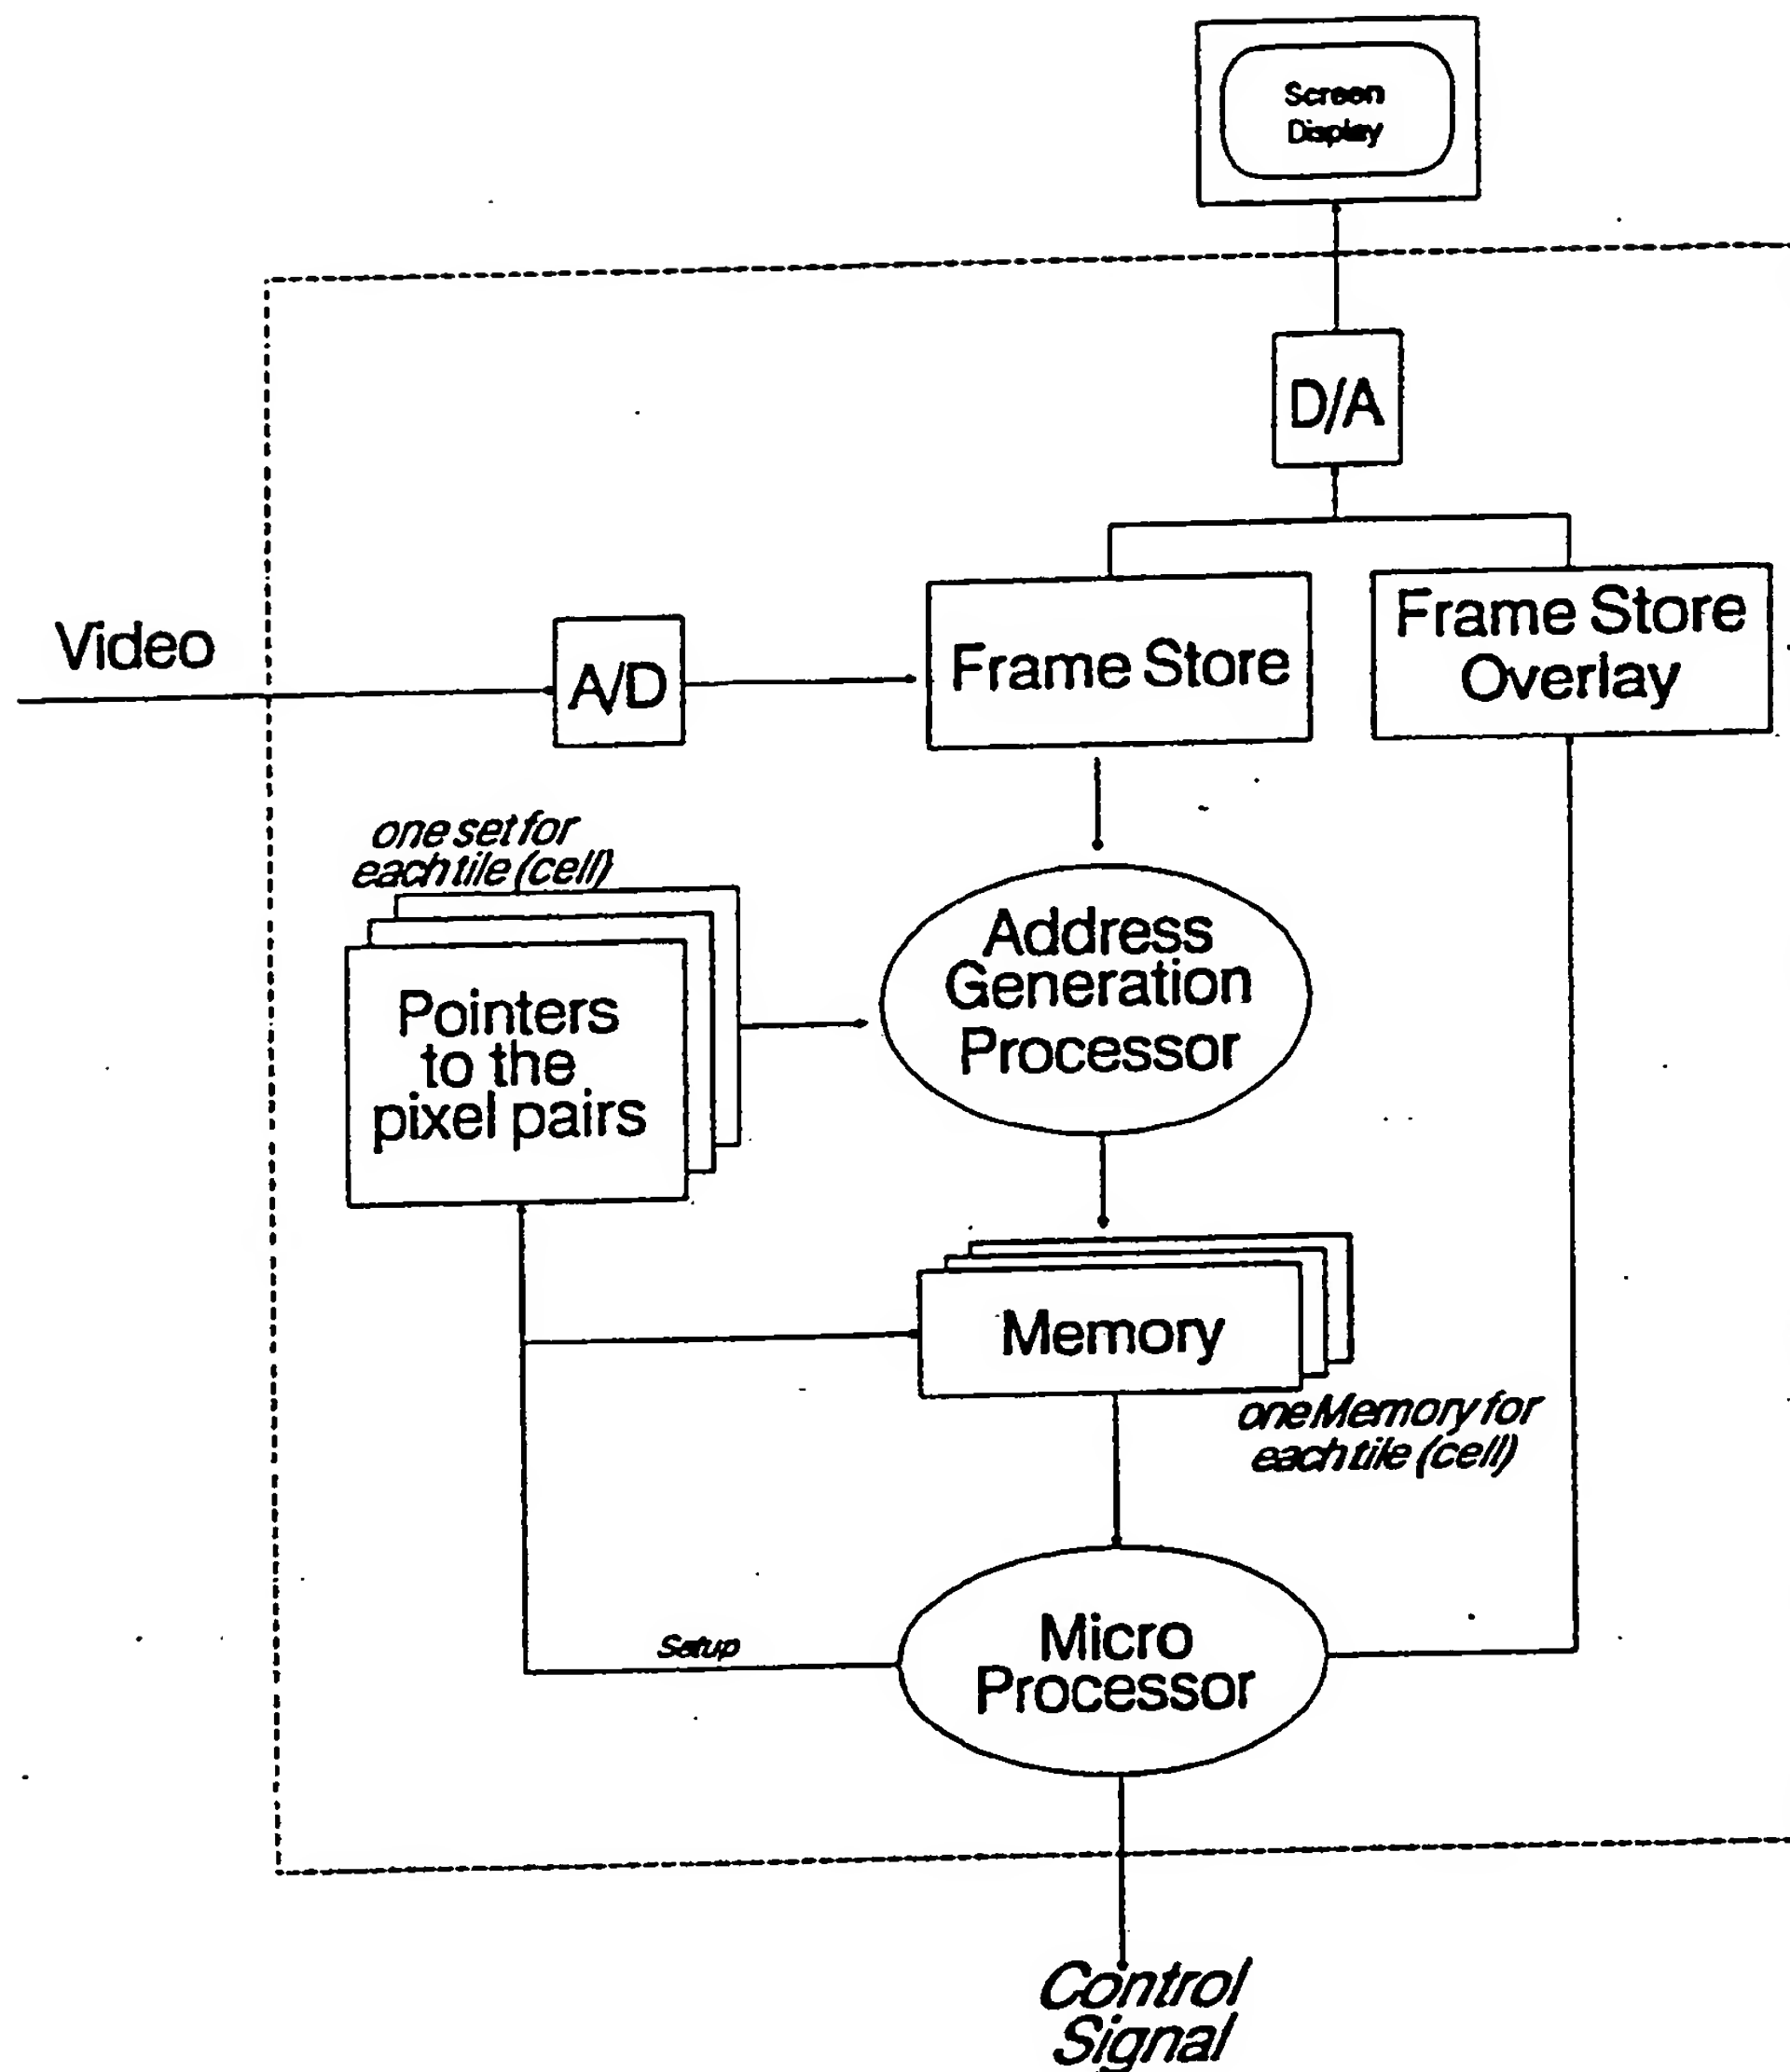 Screen
Display
D/A
Video
A/D
Frame Store
Frame Store
Overlay
one set for
each tile (cell)
Pointers
to the
pixel pairs
Address
Generation
Processor
Memory
one Memory for
each tile (cell)
Setup
Micro
Processor
Control
Signal